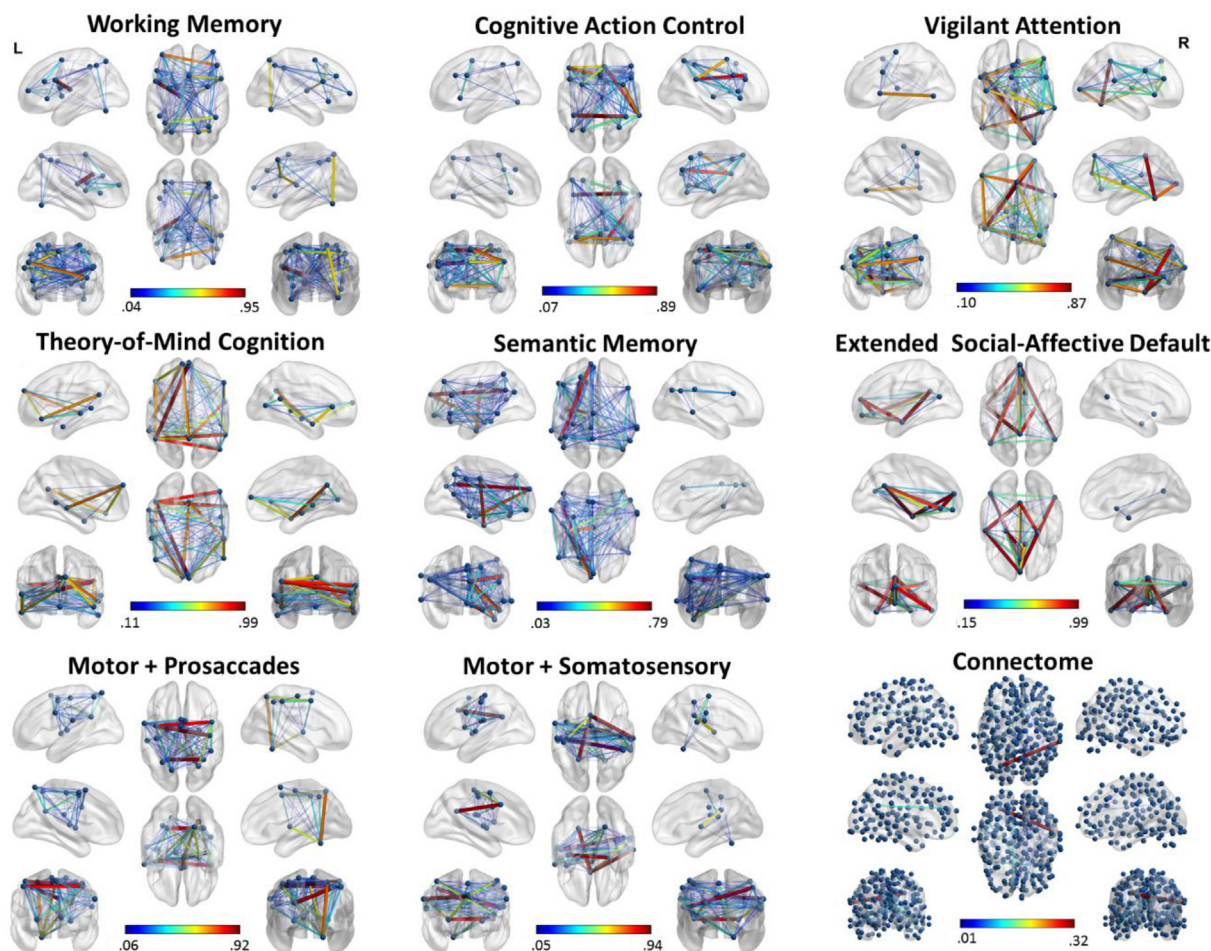 Working Memory
Cognitive Action Control
Vigilant Attention
L
R
.04 .95
.07 .89
.10 .87
Theory-of-Mind Cognition
Semantic Memory
Extended Social-Affective Default
.11 .99
.03 .79
.15 .99
Motor + Prosaccades
Motor + Somatosensory
Connectome
.06 .92
.05 .94
.01 .32